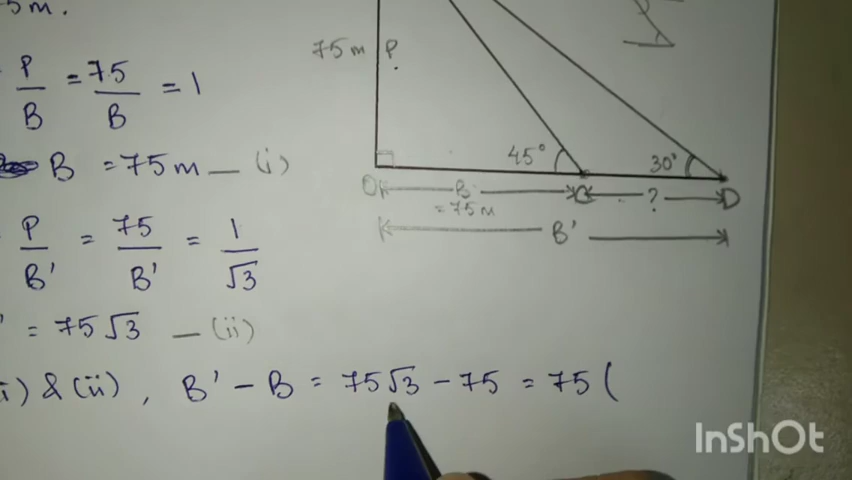 5m.
75 m P
P/B = 75/B = 1
B = 75 m — (i)
45° 30°
B C ? D
= 75 m
B'
P/B' = 75/B' = 1/√3
' = 75√3 — (ii)
i) & (ii), B' - B = 75√3 - 75 = 75 (
InShOt